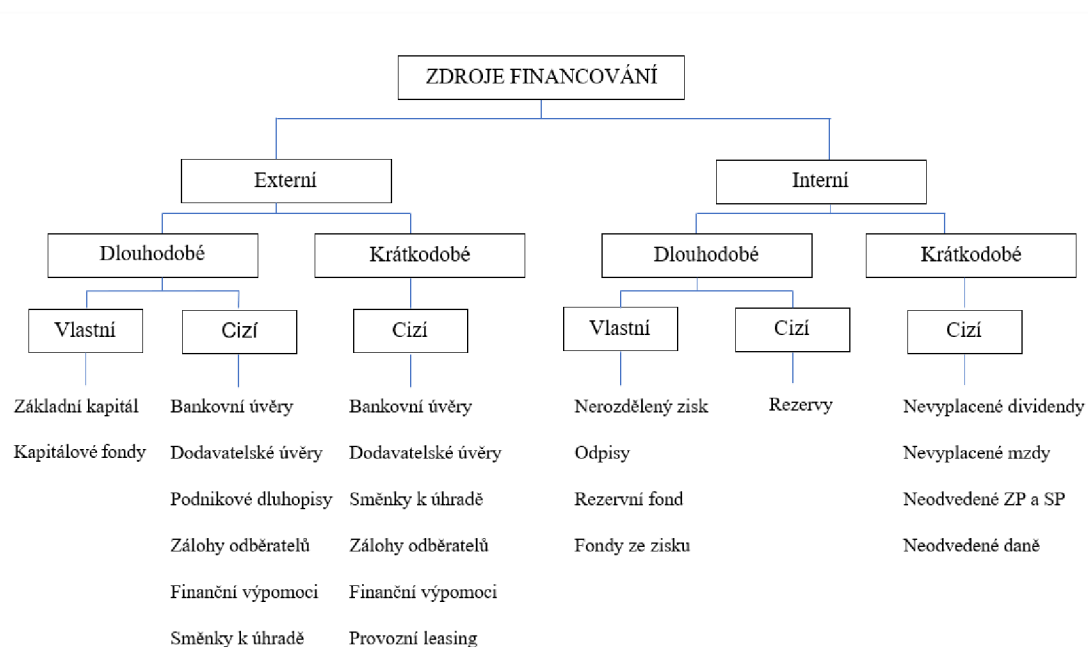 ZDROJE FINANCOVÁNÍ
Externí
Interní
Dlouhodobé
Krátkodobé
Dlouhodobé
Krátkodobé
Vlastní
Cizí
Cizí
Vlastní
Cizí
Cizí
Základní kapitál
Kapitálové fondy
Bankovní úvěry
Dodavatelské úvěry
Podnikové dluhopisy
Zálohy odběratelů
Finanční výpomoci
Směnky k úhradě
Bankovní úvěry
Dodavatelské úvěry
Směnky k úhradě
Zálohy odběratelů
Finanční výpomoci
Provozní leasing
Nerozdělený zisk
Odpisy
Rezervní fond
Fondy ze zisku
Rezervy
Nevyplacené dividendy
Nevyplacené mzdy
Neodvedené ZP a SP
Neodvedené daně